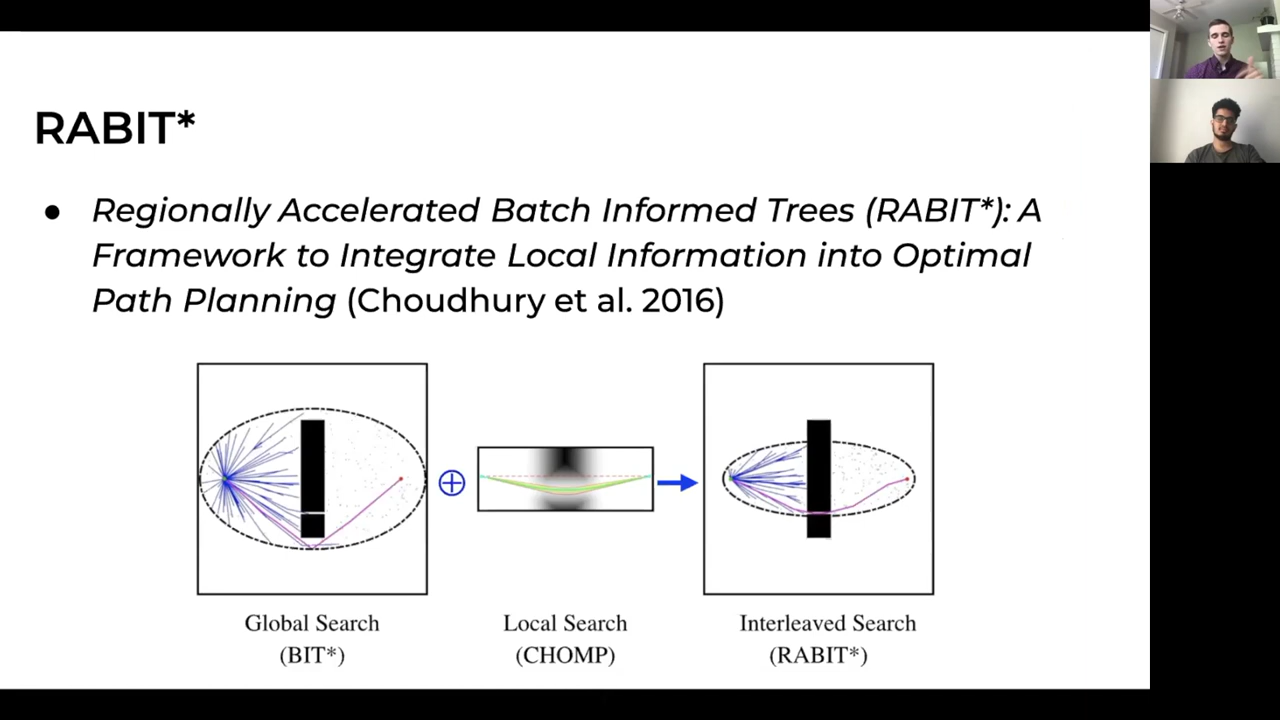 RABIT*
● Regionally Accelerated Batch Informed Trees (RABIT*): A
Framework to Integrate Local Information into Optimal
Path Planning (Choudhury et al. 2016)
Global Search
(BIT*)
Local Search
(CHOMP)
Interleaved Search
(RABIT*)